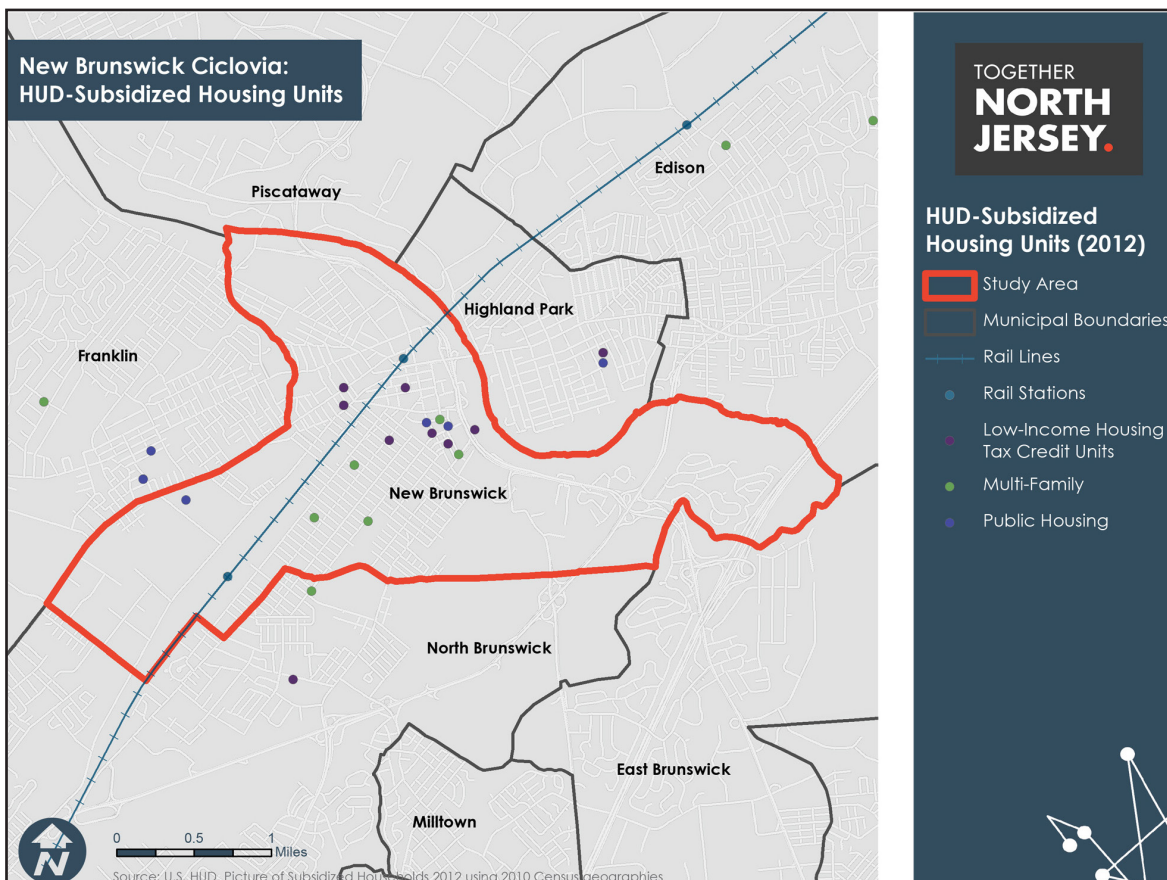 New Brunswick Ciclovia:
HUD-Subsidized Housing Units
Piscataway
Edison
Highland Park
Franklin
New Brunswick
North Brunswick
East Brunswick
Milltown
N
0 0.5 1
Miles
Source: U.S. HUD, Picture of Subsidized Households 2012 using 2010 Census geographies
TOGETHER
NORTH
JERSEY.
HUD-Subsidized
Housing Units (2012)
Study Area
Municipal Boundaries
Rail Lines
Rail Stations
Low-Income Housing
Tax Credit Units
Multi-Family
Public Housing